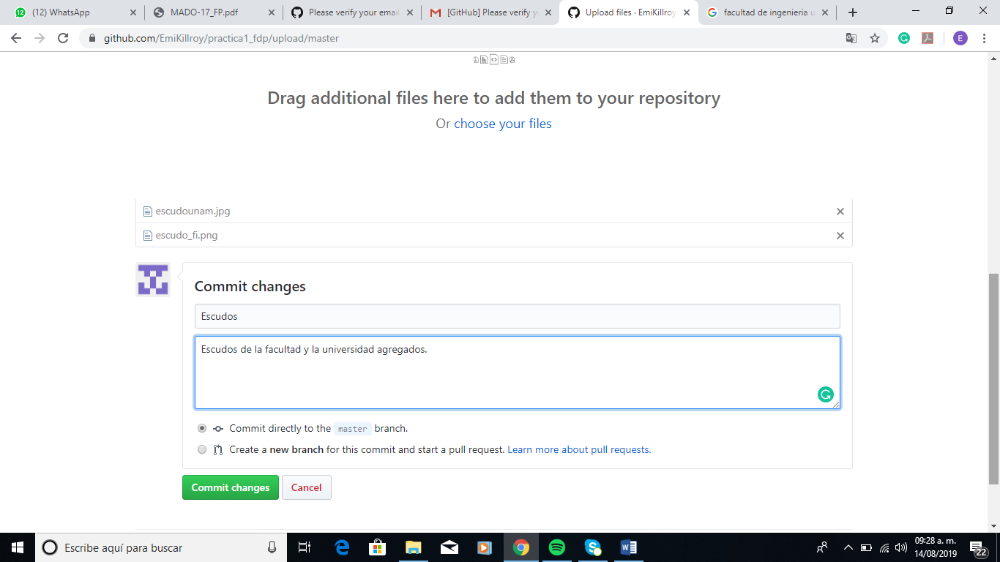 (12) WhatsApp
MADO-17_FP.pdf
Please verify your email
[GitHub] Please verify y
Upload files · EmiKillroy
facultad de ingenieria u
github.com/EmiKillroy/practica1_fdp/upload/master
E
Drag additional files here to add them to your repository
Or choose your files
escudounam.jpg
escudo_fi.png
Commit changes
Escudos
Escudos de la facultad y la universidad agregados.
Commit directly to the master branch.
Create a new branch for this commit and start a pull request. Learn more about pull requests.
Commit changes
Cancel
Escribe aquí para buscar
09:28 a. m.
14/08/2019
22